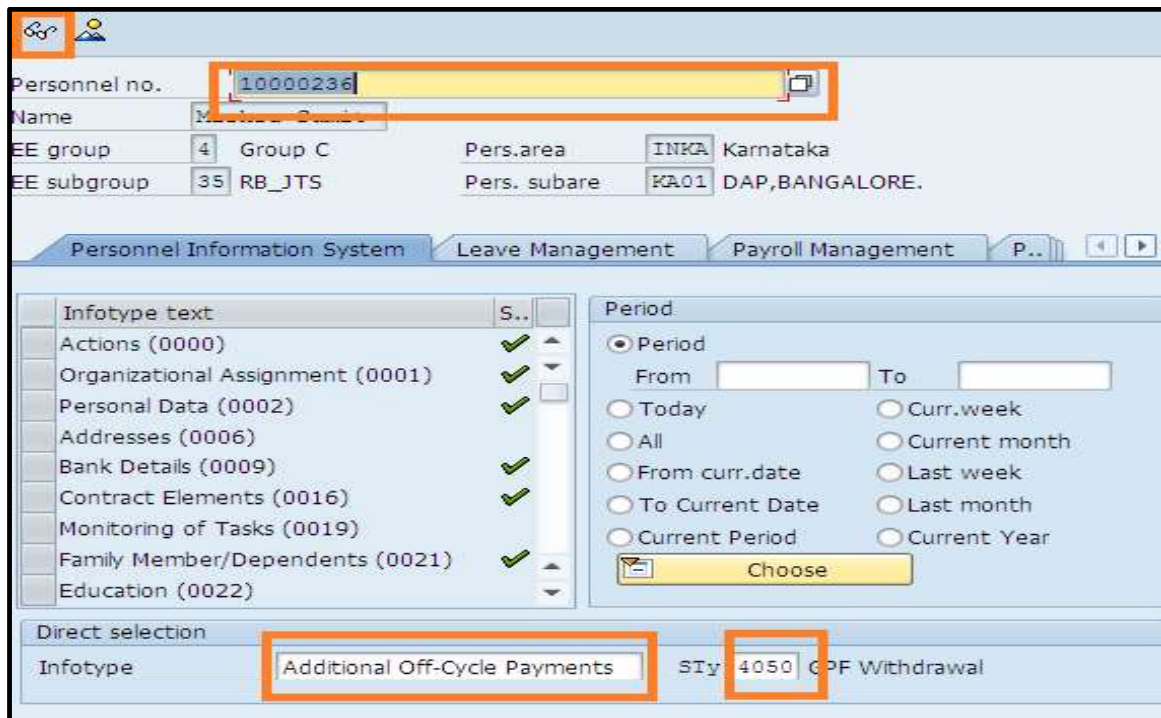 Personnel no. 10000236
Name
EE group 4 Group C Pers.area INKA Karnataka
EE subgroup 35 RB_JTS Pers. subare KA01 DAP,BANGALORE.
Personnel Information System Leave Management Payroll Management P..
Infotype text S..
Actions (0000)
Organizational Assignment (0001)
Personal Data (0002)
Addresses (0006)
Bank Details (0009)
Contract Elements (0016)
Monitoring of Tasks (0019)
Family Member/Dependents (0021)
Education (0022)
Period
Period
From To
Today Curr.week
All Current month
From curr.date Last week
To Current Date Last month
Current Period Current Year
Choose
Direct selection
Infotype Additional Off-Cycle Payments STy 4050 GPF Withdrawal